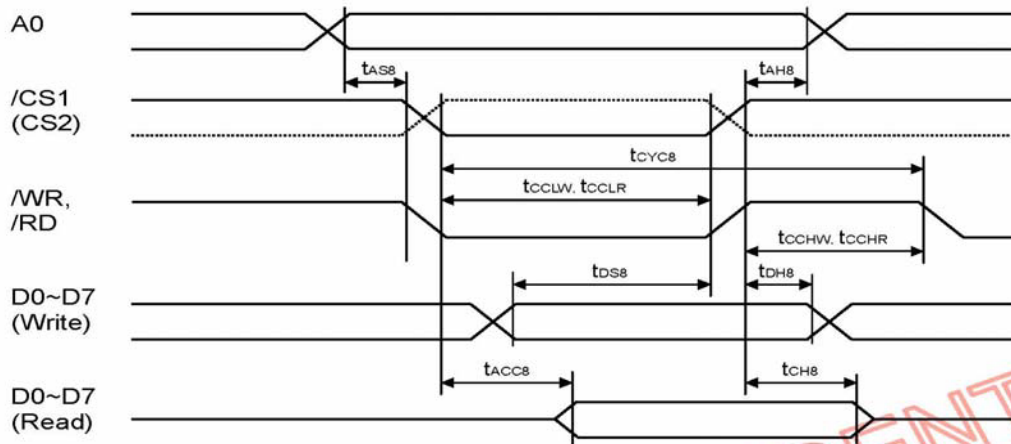 A0
tAS8
tAH8
/CS1
(CS2)
tCYC8
/WR,
/RD
tCCLW. tCCLR
tCCHW. tCCHR
D0~D7
(Write)
tDS8
tDH8
D0~D7
(Read)
tACC8
tCH8